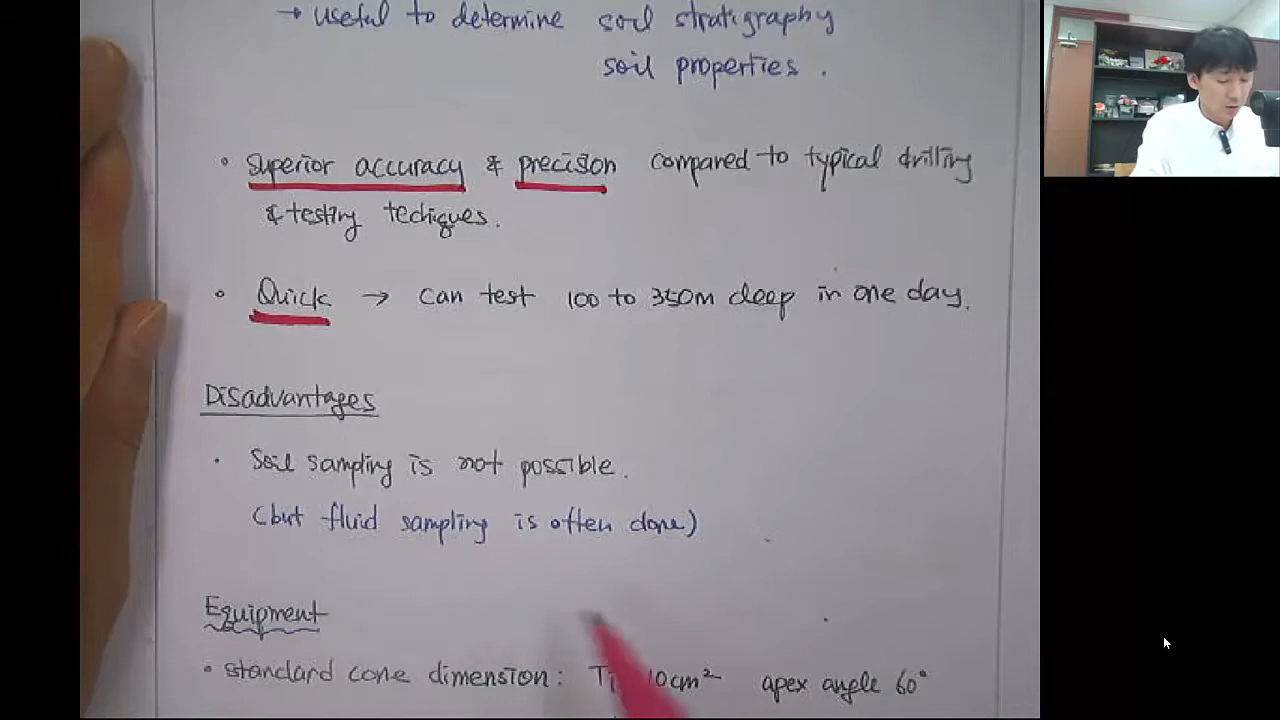 → useful to determine soil stratigraphy
soil properties.
• superior accuracy & precision compared to typical drilling
& testing techiques.
• Quick → can test 100 to 350m deep in one day.
Disadvantages
• Soil sampling is not possible.
(but fluid sampling is often done)
Equipment
• standard cone dimension: 10cm² apex angle 60°